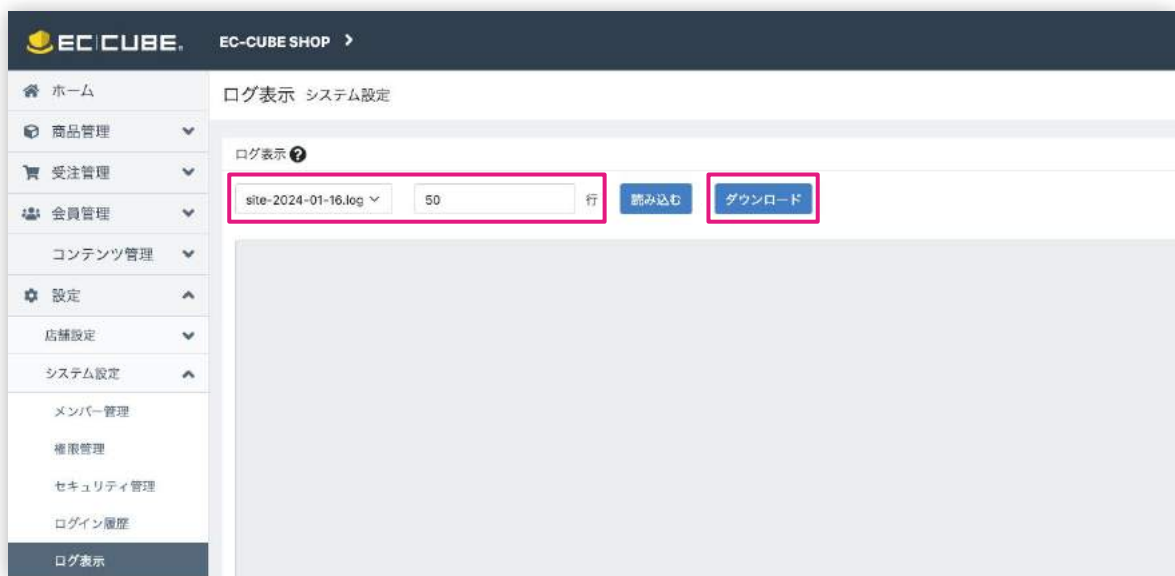 EC CUBE. EC-CUBE SHOP
ホーム
ログ表示 システム設定
商品管理
ログ表示
受注管理
site-2024-01-16.log 50 行 読み込む ダウンロード
会員管理
コンテンツ管理
設定
店舗設定
システム設定
メンバー管理
権限管理
セキュリティ管理
ログイン履歴
ログ表示